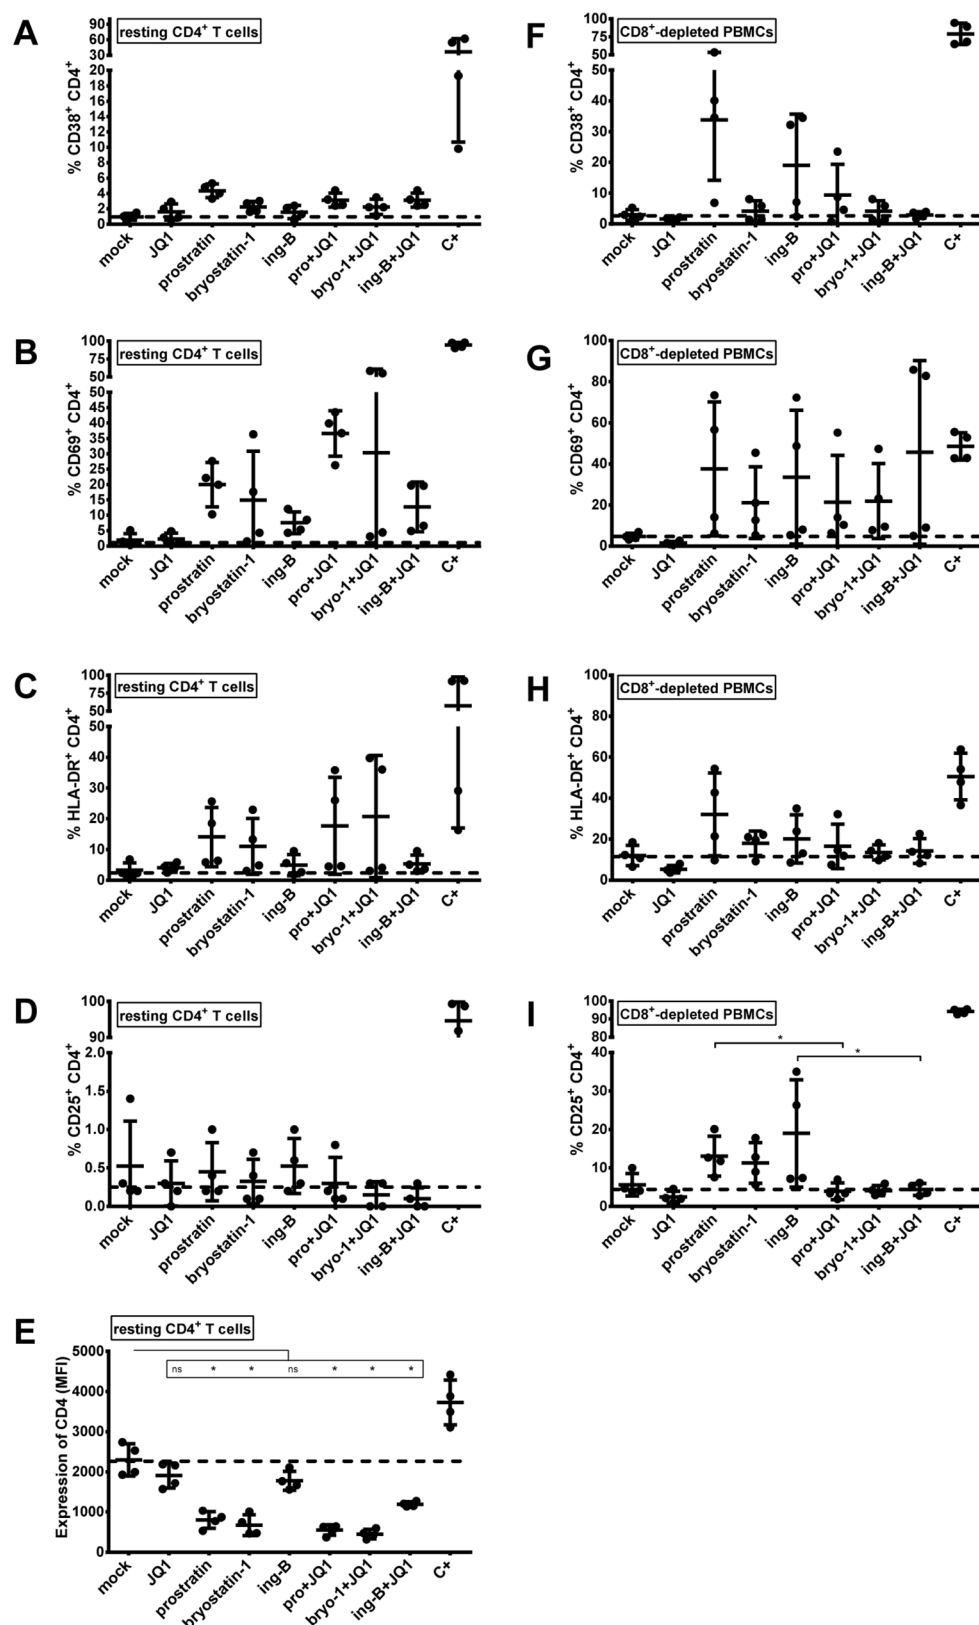 A
resting CD4⁺ T cells
% CD38⁺ CD4⁺
90
60
30
20
18
16
14
12
10
8
6
4
2
0
mock
JQ1
prostratin
bryostatin-1
ing-B
pro+JQ1
bryo-1+JQ1
ing-B+JQ1
C+
F
CD8⁺-depleted PBMCs
% CD38⁺ CD4⁺
100
75
50
50
40
30
20
10
0
mock
JQ1
prostratin
bryostatin-1
ing-B
pro+JQ1
bryo-1+JQ1
ing-B+JQ1
C+
B
resting CD4⁺ T cells
% CD69⁺ CD4⁺
100
75
50
50
45
40
35
30
25
20
15
10
5
0
mock
JQ1
prostratin
bryostatin-1
ing-B
pro+JQ1
bryo-1+JQ1
ing-B+JQ1
C+
G
CD8⁺-depleted PBMCs
% CD69⁺ CD4⁺
100
80
60
40
20
0
mock
JQ1
prostratin
bryostatin-1
ing-B
pro+JQ1
bryo-1+JQ1
ing-B+JQ1
C+
C
resting CD4⁺ T cells
% HLA-DR⁺ CD4⁺
100
75
50
50
40
30
20
10
0
mock
JQ1
prostratin
bryostatin-1
ing-B
pro+JQ1
bryo-1+JQ1
ing-B+JQ1
C+
H
CD8⁺-depleted PBMCs
% HLA-DR⁺ CD4⁺
100
80
60
40
20
0
mock
JQ1
prostratin
bryostatin-1
ing-B
pro+JQ1
bryo-1+JQ1
ing-B+JQ1
C+
D
resting CD4⁺ T cells
% CD25⁺ CD4⁺
100
90
2.0
1.5
1.0
0.5
0.0
mock
JQ1
prostratin
bryostatin-1
ing-B
pro+JQ1
bryo-1+JQ1
ing-B+JQ1
C+
I
CD8⁺-depleted PBMCs
% CD25⁺ CD4⁺
100
90
80
40
30
20
10
0
*
*
mock
JQ1
prostratin
bryostatin-1
ing-B
pro+JQ1
bryo-1+JQ1
ing-B+JQ1
C+
E
resting CD4⁺ T cells
Expression of CD4 (MFI)
5000
4000
3000
2000
1000
0
ns * * ns * * *
mock
JQ1
prostratin
bryostatin-1
ing-B
pro+JQ1
bryo-1+JQ1
ing-B+JQ1
C+